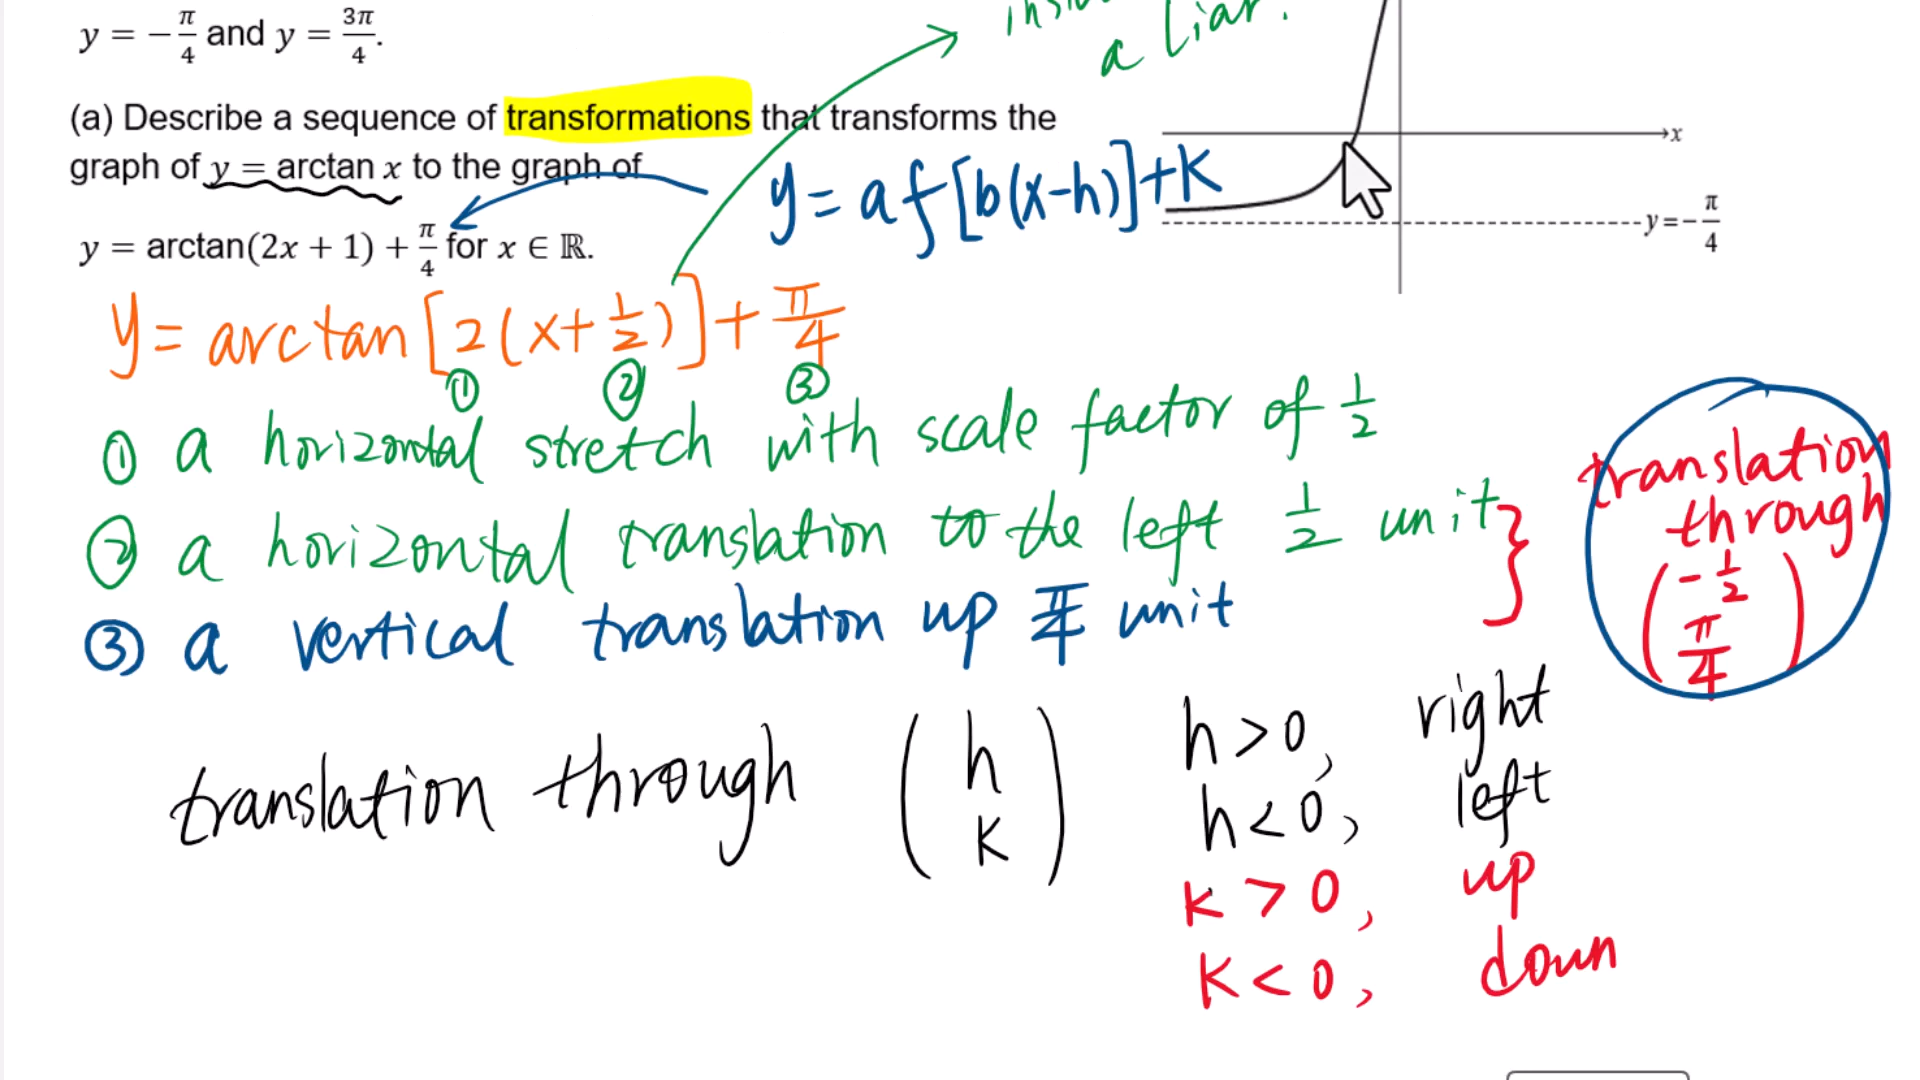 y = −π/4 and y = 3π/4.
a liar.
(a) Describe a sequence of transformations that transforms the
graph of y = arctan x to the graph of
y = arctan(2x + 1) + π/4 for x ∈ ℝ.
y = a f[b(x-h)]+k
x
y = −π/4
y = arctan [2(x+½)] + π/4
① ② ③
① a horizontal stretch with scale factor of ½
② a horizontal translation to the left ½ unit
③ a vertical translation up π/4 unit
translation
through
(-½
π/4)
translation through (h
k)
h>0, right
h<0, left
k>0, up
k<0, down